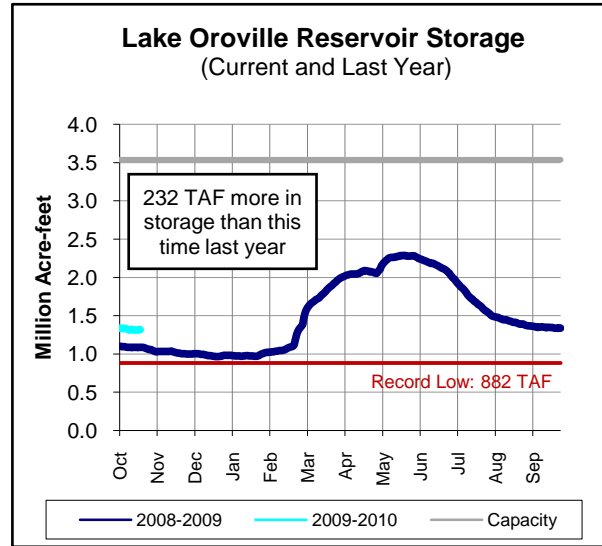 Lake Oroville Reservoir Storage
(Current and Last Year)
Million Acre-feet
4.0
3.5
3.0
2.5
2.0
1.5
1.0
0.5
0.0
232 TAF more in
storage than this
time last year
Record Low: 882 TAF
Oct
Nov
Dec
Jan
Feb
Mar
Apr
May
Jun
Jul
Aug
Sep
2008-2009
2009-2010
Capacity